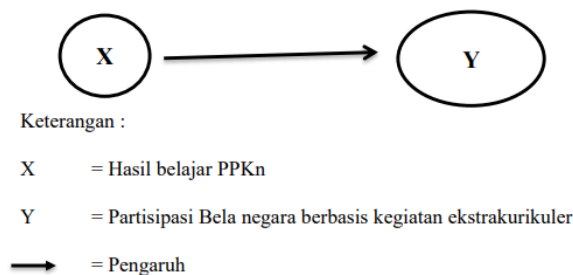 X Y
Keterangan :
X = Hasil belajar PPKn
Y = Partisipasi Bela negara berbasis kegiatan ekstrakurikuler
= Pengaruh